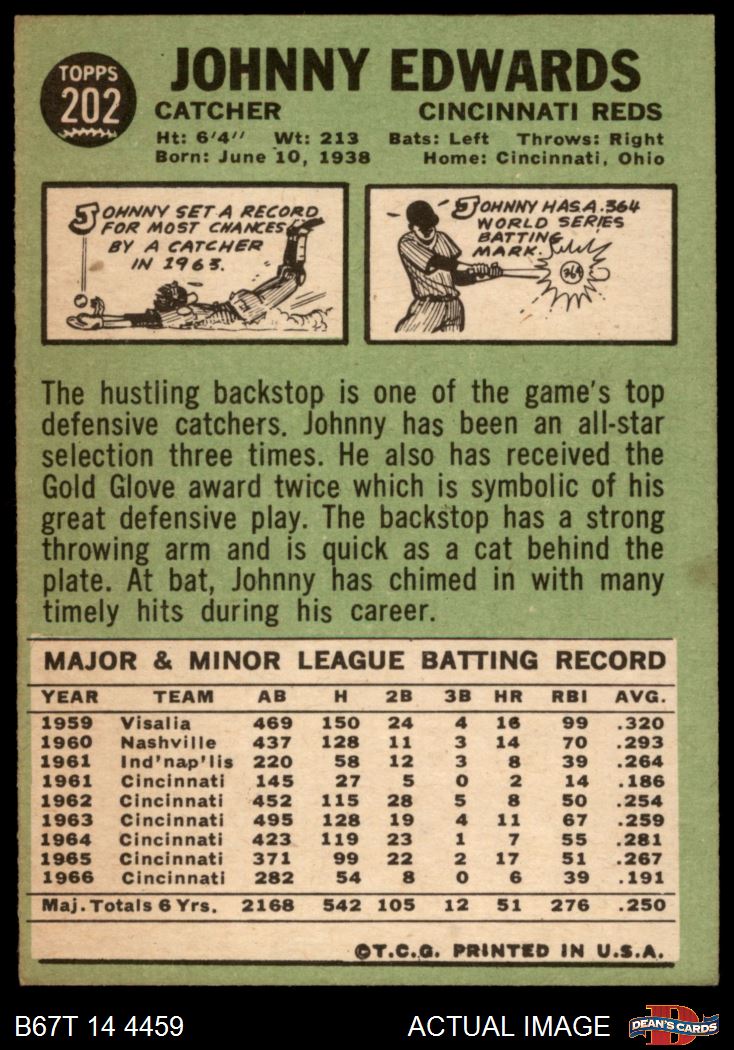 TOPPS
202
JOHNNY EDWARDS
CATCHER CINCINNATI REDS
Ht: 6'4" Wt: 213 Bats: Left Throws: Right
Born: June 10, 1938 Home: Cincinnati, Ohio
JOHNNY SET A RECORD
FOR MOST CHANCES
BY A CATCHER
IN 1963.
JOHNNY HAS A .364
WORLD SERIES
BATTING
MARK.
364
The hustling backstop is one of the game's top
defensive catchers. Johnny has been an all-star
selection three times. He also has received the
Gold Glove award twice which is symbolic of his
great defensive play. The backstop has a strong
throwing arm and is quick as a cat behind the
plate. At bat, Johnny has chimed in with many
timely hits during his career.
MAJOR & MINOR LEAGUE BATTING RECORD
YEAR TEAM AB H 2B 3B HR RBI AVG.
1959 Visalia 469 150 24 4 16 99 .320
1960 Nashville 437 128 11 3 14 70 .293
1961 Ind'nap'lis 220 58 12 3 8 39 .264
1961 Cincinnati 145 27 5 0 2 14 .186
1962 Cincinnati 452 115 28 5 8 50 .254
1963 Cincinnati 495 128 19 4 11 67 .259
1964 Cincinnati 423 119 23 1 7 55 .281
1965 Cincinnati 371 99 22 2 17 51 .267
1966 Cincinnati 282 54 8 0 6 39 .191
Maj. Totals 6 Yrs. 2168 542 105 12 51 276 .250
©T.C.G. PRINTED IN U.S.A.
B67T 14 4459 ACTUAL IMAGE D DEAN'S CARDS